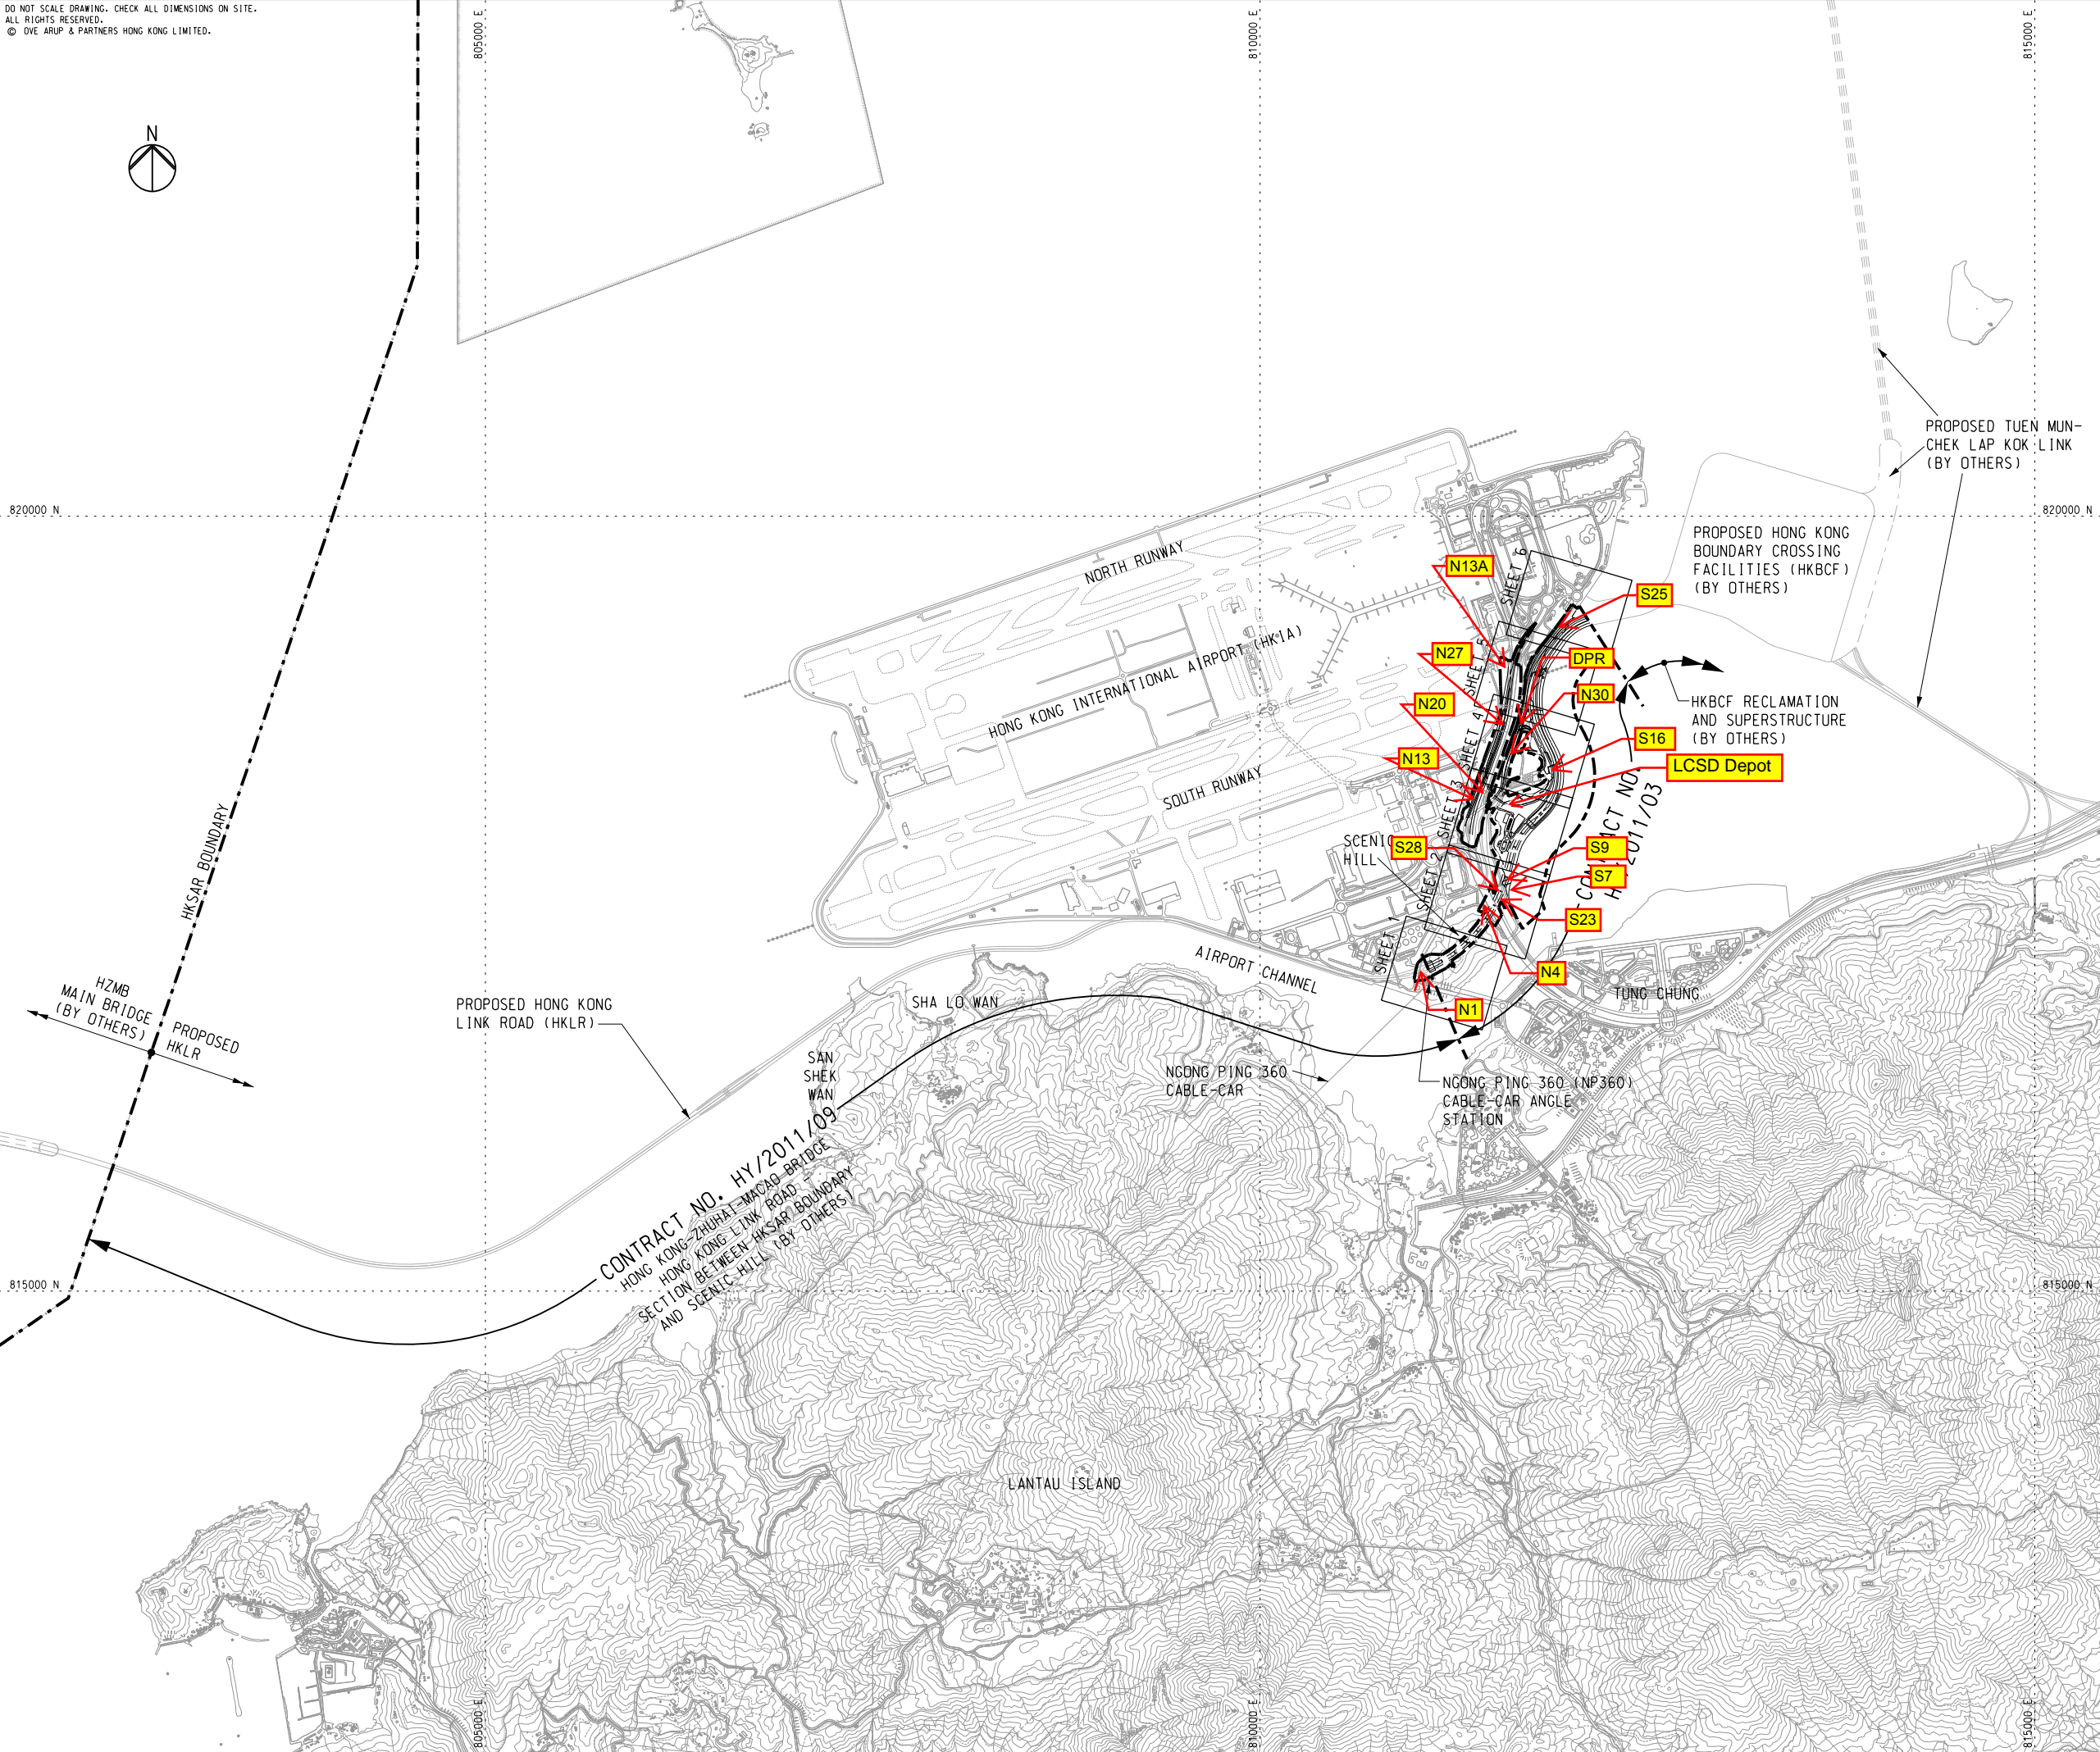 DO NOT SCALE DRAWING. CHECK ALL DIMENSIONS ON SITE.
ALL RIGHTS RESERVED.
© OVE ARUP & PARTNERS HONG KONG LIMITED.
805000 E
810000 E
815000 E
N
PROPOSED TUEN MUN-
CHEK LAP KOK LINK
(BY OTHERS)
820000 N
820000 N
PROPOSED HONG KONG
BOUNDARY CROSSING
FACILITIES (HKBCF)
(BY OTHERS)
NORTH RUNWAY
N13A
SHEET 6
S25
HONG KONG INTERNATIONAL AIRPORT (HKIA)
N27
SHEET 5
DPR
N30
N20
SHEET 4
HKBCF RECLAMATION
AND SUPERSTRUCTURE
(BY OTHERS)
S16
N13
LCSD Depot
SOUTH RUNWAY
SHEET 3
CONTRACT NO.
HY/2011/03
SCENIC
HILL
S28
SHEET 2
S9
S7
S23
HKSAR BOUNDARY
SHEET 1
AIRPORT CHANNEL
N4
TUNG CHUNG
N1
HZMB
MAIN BRIDGE
(BY OTHERS)
PROPOSED
HKLR
PROPOSED HONG KONG
LINK ROAD (HKLR)
SHA LO WAN
SAN
SHEK
WAN
NGONG PING 360
CABLE-CAR
NGONG PING 360 (NP360)
CABLE-CAR ANGLE
STATION
CONTRACT NO. HY/2011/09
HONG KONG-ZHUHAI-MACAO BRIDGE
HONG KONG LINK ROAD -
SECTION BETWEEN HKSAR BOUNDARY
AND SCENIC HILL (BY OTHERS)
815000 N
815000 N
LANTAU ISLAND
805000 E
810000 E
815000 E